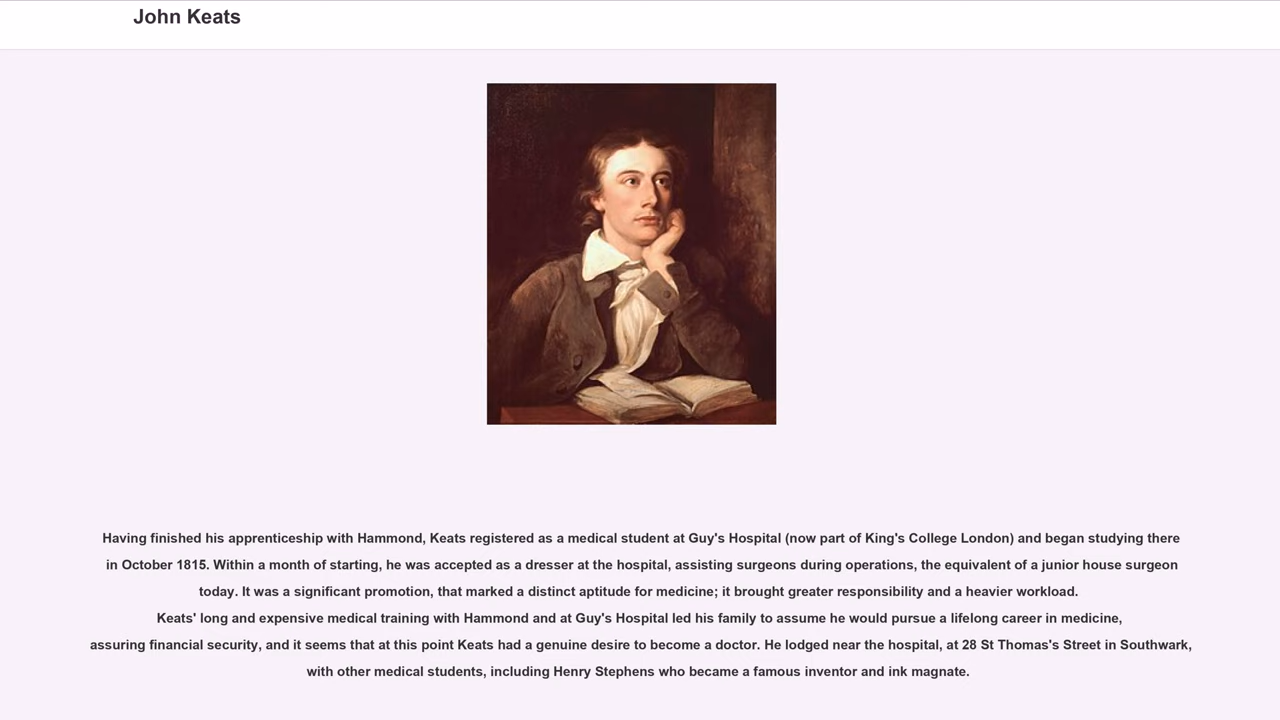 John Keats
Having finished his apprenticeship with Hammond, Keats registered as a medical student at Guy's Hospital (now part of King's College London) and began studying there
in October 1815. Within a month of starting, he was accepted as a dresser at the hospital, assisting surgeons during operations, the equivalent of a junior house surgeon
today. It was a significant promotion, that marked a distinct aptitude for medicine; it brought greater responsibility and a heavier workload.
Keats' long and expensive medical training with Hammond and at Guy's Hospital led his family to assume he would pursue a lifelong career in medicine,
assuring financial security, and it seems that at this point Keats had a genuine desire to become a doctor. He lodged near the hospital, at 28 St Thomas's Street in Southwark,
with other medical students, including Henry Stephens who became a famous inventor and ink magnate.